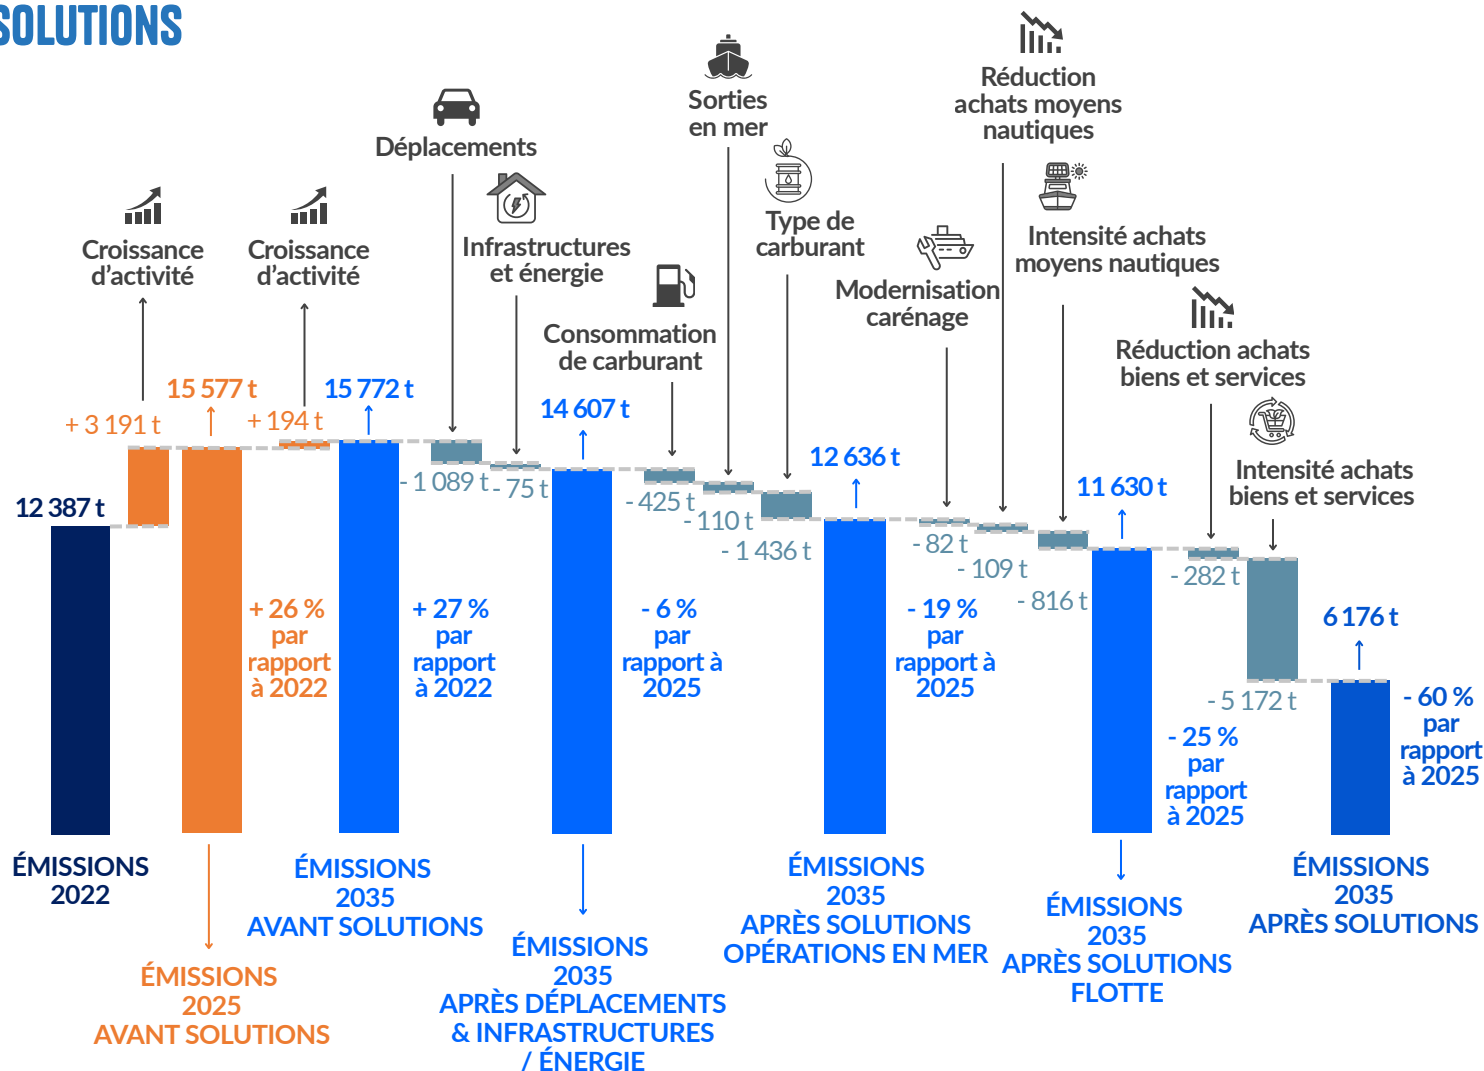 SOLUTIONS
Croissance
d’activité
Croissance
d’activité
Déplacements
Infrastructures
et énergie
Consommation
de carburant
Sorties
en mer
Type de
carburant
Modernisation
carénage
Réduction
achats moyens
nautiques
Intensité achats
moyens nautiques
Réduction achats
biens et services
Intensité achats
biens et services
12 387 t
+ 3 191 t
15 577 t
+ 194 t
15 772 t
- 1 089 t
- 75 t
14 607 t
- 425 t
- 110 t
- 1 436 t
12 636 t
- 82 t
- 109 t
- 816 t
11 630 t
- 282 t
- 5 172 t
6 176 t
+ 26 %
par
rapport
à 2022
+ 27 %
par
rapport
à 2022
- 6 %
par
rapport à
2025
- 19 %
par
rapport à
2025
- 25 %
par
rapport
à 2025
- 60 %
par
rapport
à 2025
ÉMISSIONS
2022
ÉMISSIONS
2025
AVANT SOLUTIONS
ÉMISSIONS
2035
AVANT SOLUTIONS
ÉMISSIONS
2035
APRÈS DÉPLACEMENTS
& INFRASTRUCTURES
/ ÉNERGIE
ÉMISSIONS
2035
APRÈS SOLUTIONS
OPÉRATIONS EN MER
ÉMISSIONS
2035
APRÈS SOLUTIONS
FLOTTE
ÉMISSIONS
2035
APRÈS SOLUTIONS